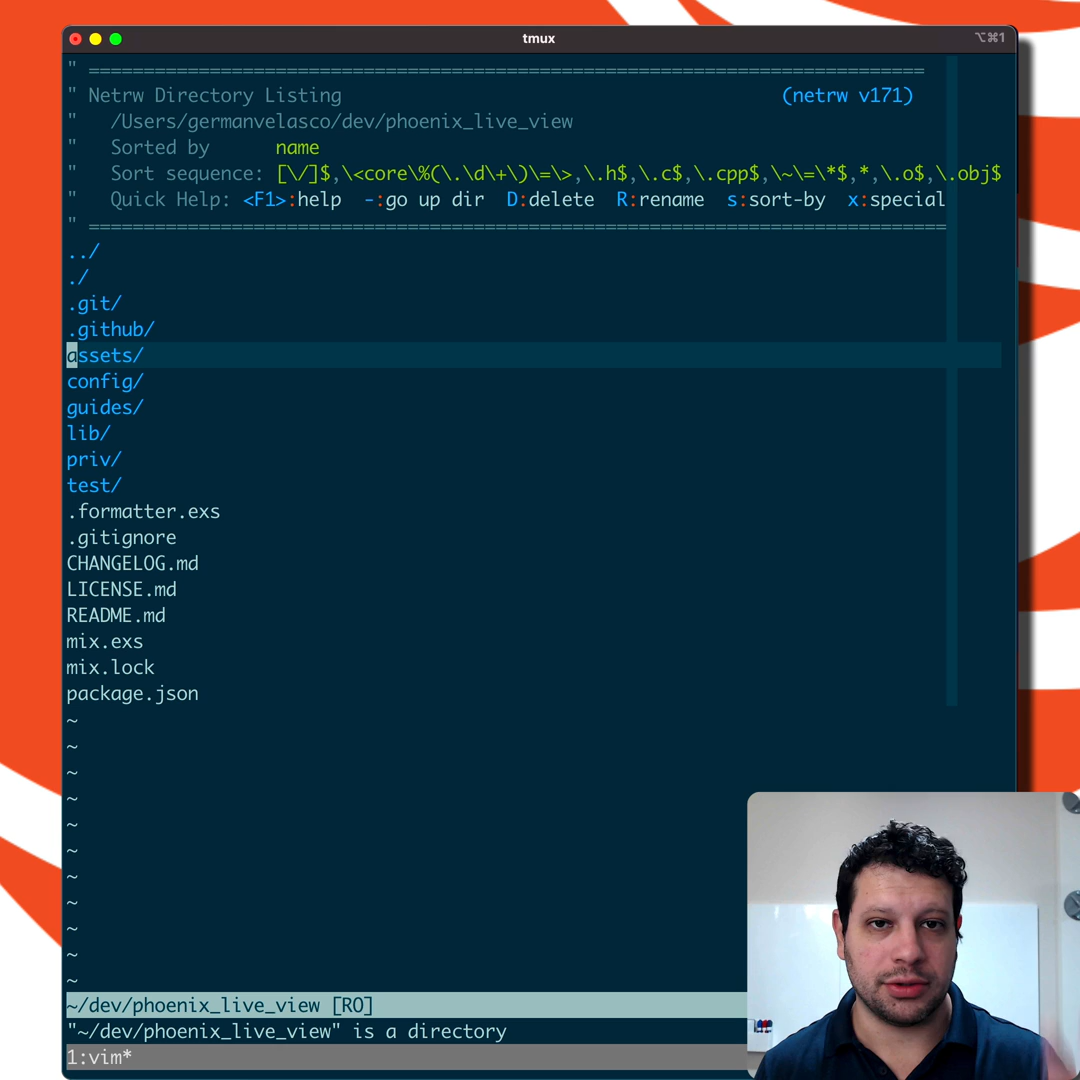 tmux
⌥⌘1
" ============================================================================
" Netrw Directory Listing (netrw v171)
" /Users/germanvelasco/dev/phoenix_live_view
" Sorted by name
" Sort sequence: [\/]$,\<core\%(\.\d\+\)\=\>,\.h$,\.c$,\.cpp$,\~\=\*$,*,\.o$,\.obj$
" Quick Help: <F1>:help -:go up dir D:delete R:rename s:sort-by x:special
" ==============================================================================
../
./
.git/
.github/
assets/
config/
guides/
lib/
priv/
test/
.formatter.exs
.gitignore
CHANGELOG.md
LICENSE.md
README.md
mix.exs
mix.lock
package.json
~
~
~
~
~
~
~
~
~
~
~
~/dev/phoenix_live_view [RO]
"~/dev/phoenix_live_view" is a directory
1:vim*